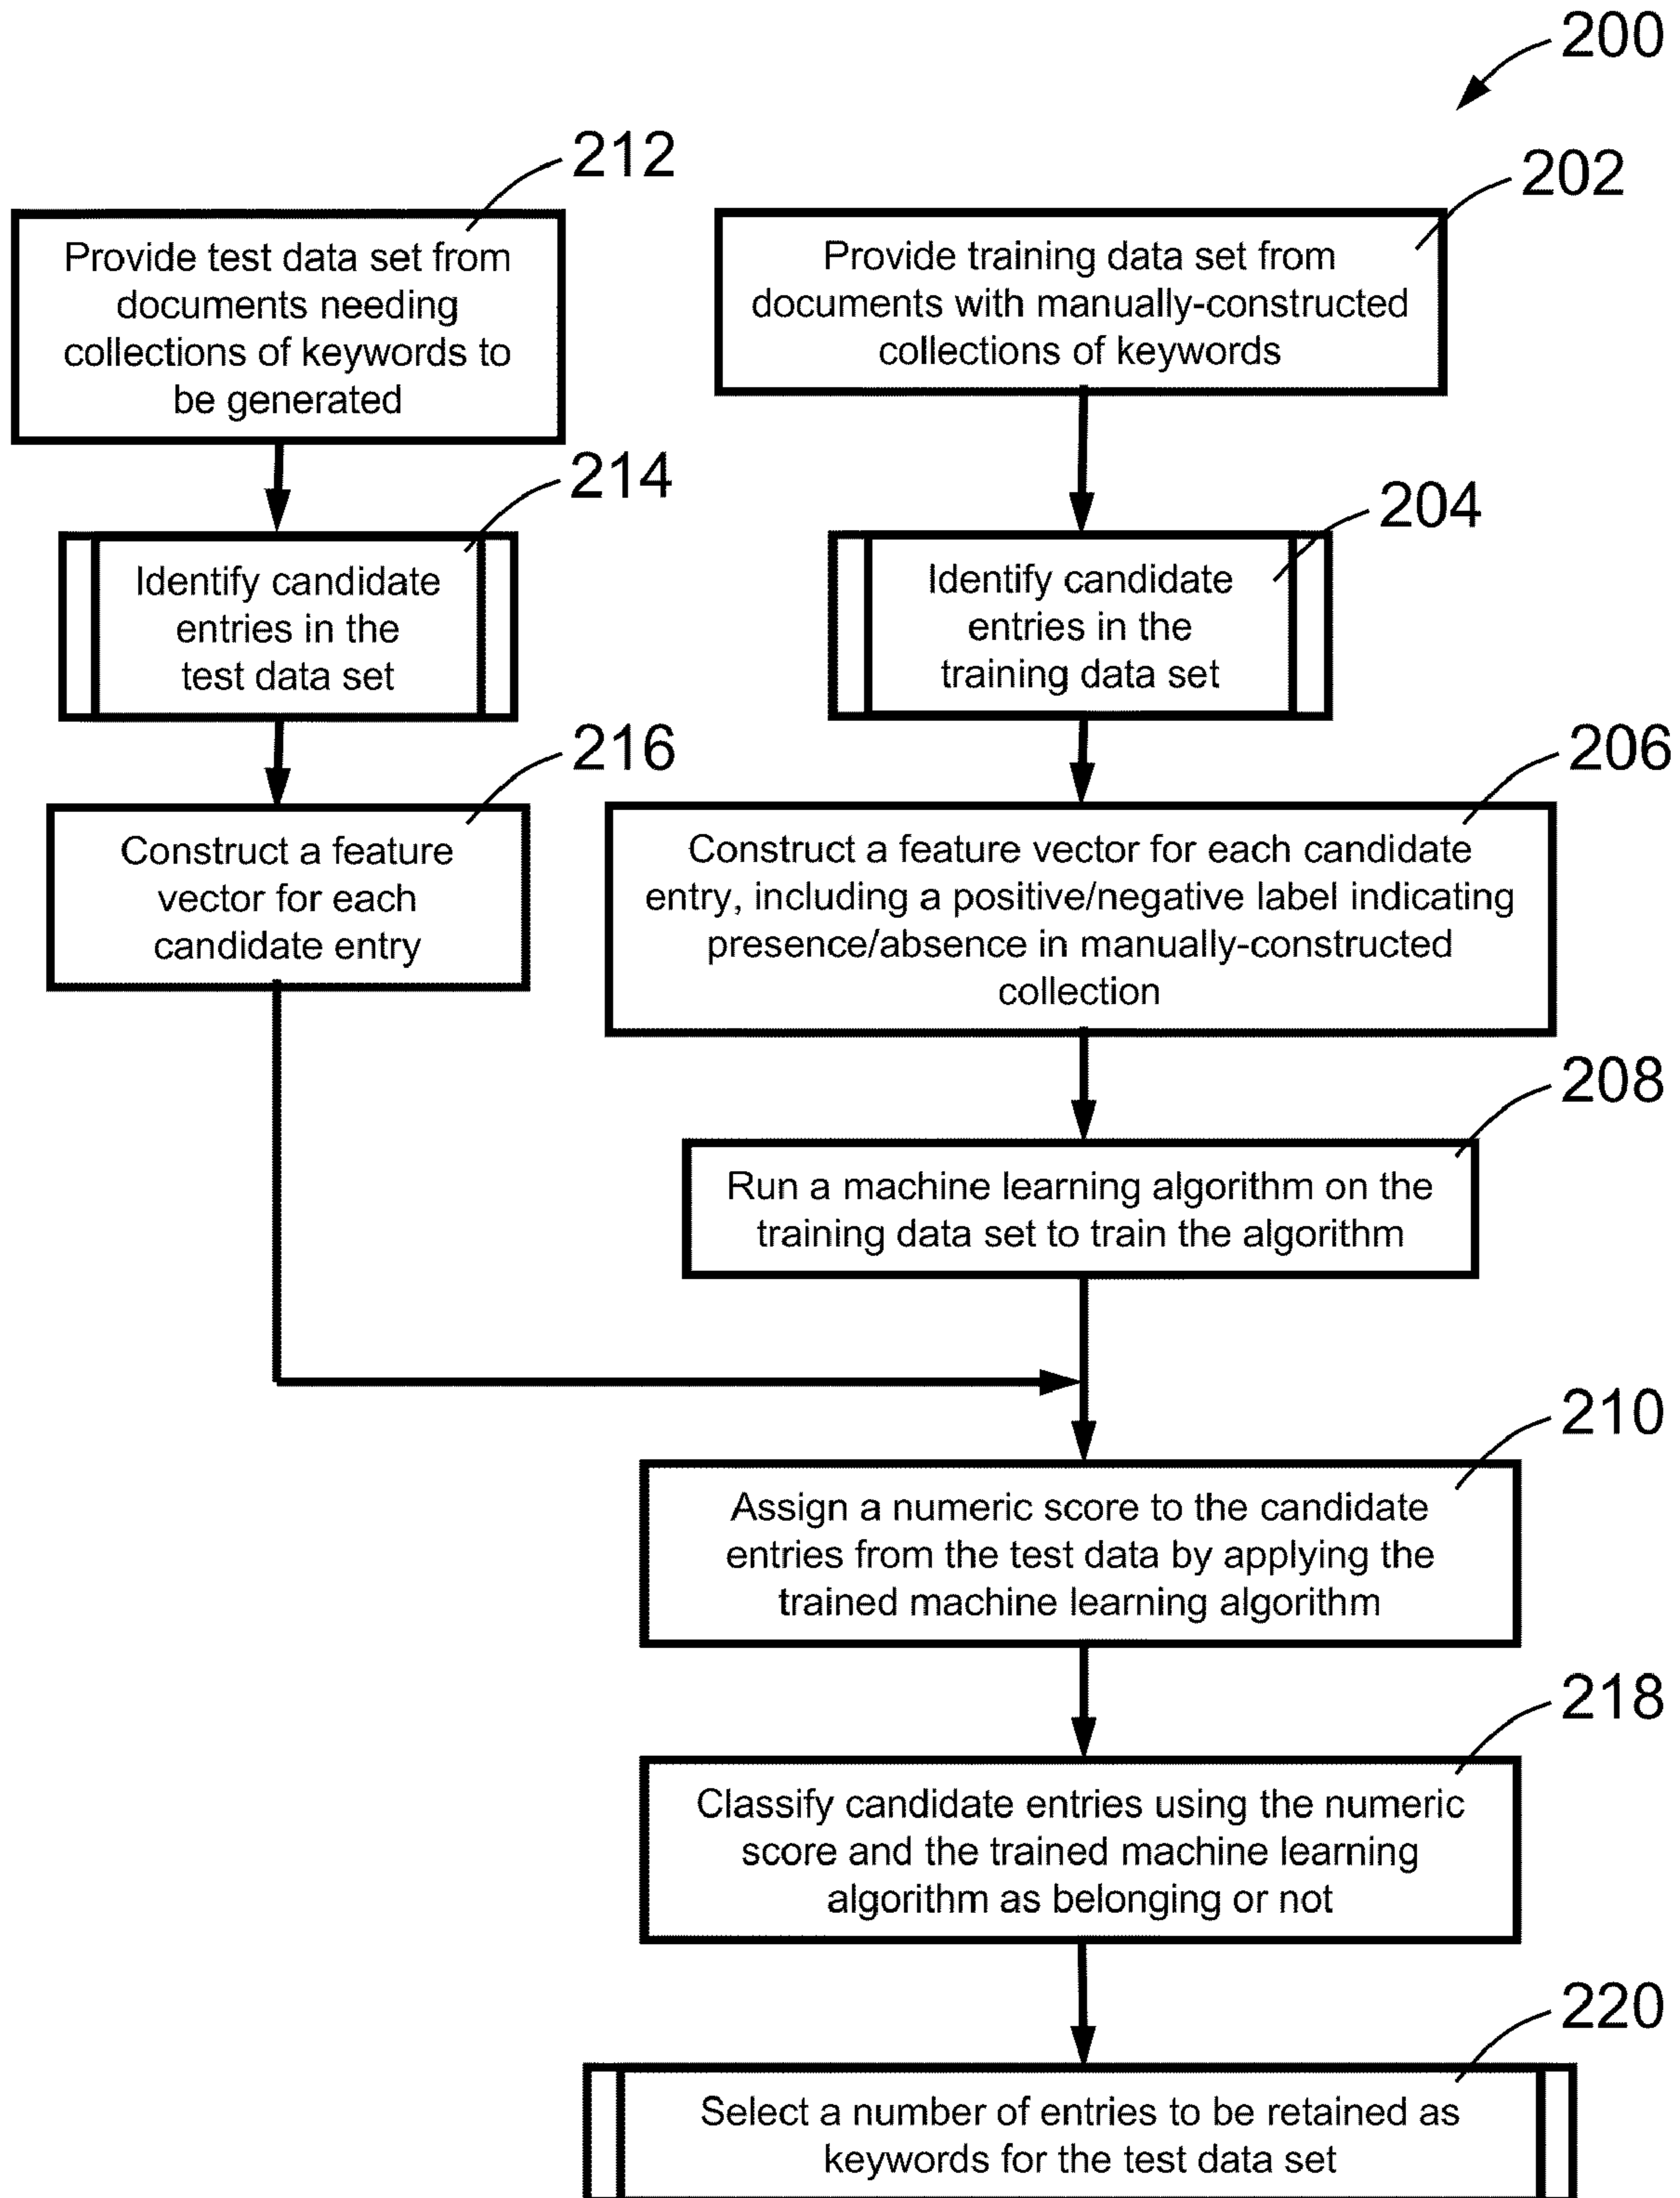 200
212
Provide test data set from
documents needing
collections of keywords to
be generated
202
Provide training data set from
documents with manually-constructed
collections of keywords
214
Identify candidate
entries in the
test data set
204
Identify candidate
entries in the
training data set
216
Construct a feature
vector for each
candidate entry
206
Construct a feature vector for each candidate
entry, including a positive/negative label indicating
presence/absence in manually-constructed
collection
208
Run a machine learning algorithm on the
training data set to train the algorithm
210
Assign a numeric score to the candidate
entries from the test data by applying the
trained machine learning algorithm
218
Classify candidate entries using the numeric
score and the trained machine learning
algorithm as belonging or not
220
Select a number of entries to be retained as
keywords for the test data set